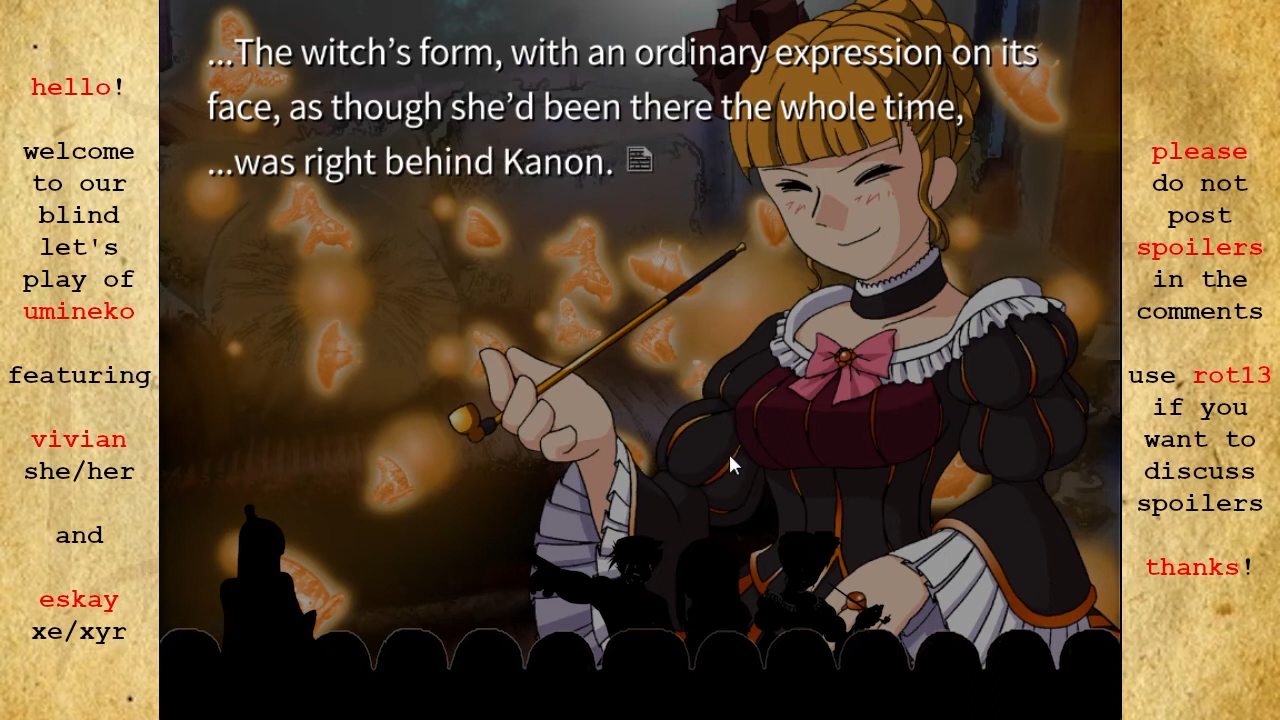 ...The witch’s form, with an ordinary expression on its
face, as though she’d been there the whole time,
...was right behind Kanon.
hello!
welcome
to our
blind
let's
play of
umineko
featuring
vivian
she/her
and
eskay
xe/xyr
please
do not
post
spoilers
in the
comments
use rot13
if you
want to
discuss
spoilers
thanks!